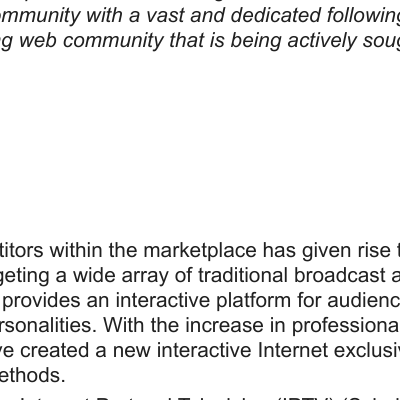 ommunity with a vast and dedicated following
g web community that is being actively soug
titors within the marketplace has given rise t
geting a wide array of traditional broadcast a
provides an interactive platform for audienc
rsonalities. With the increase in professiona
ve created a new interactive Internet exclusiv
ethods.